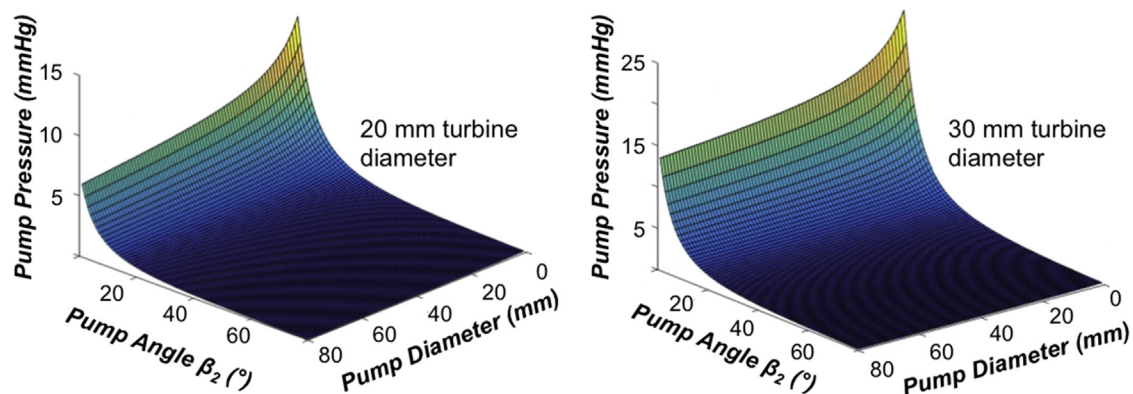 Pump Pressure (mmHg)
15
10
5
20 mm turbine
diameter
20
40
60
80
60
40
20
0
Pump Angle β₂ (°)
Pump Diameter (mm)
Pump Pressure (mmHg)
25
15
5
30 mm turbine
diameter
20
40
60
80
60
40
20
0
Pump Angle β₂ (°)
Pump Diameter (mm)